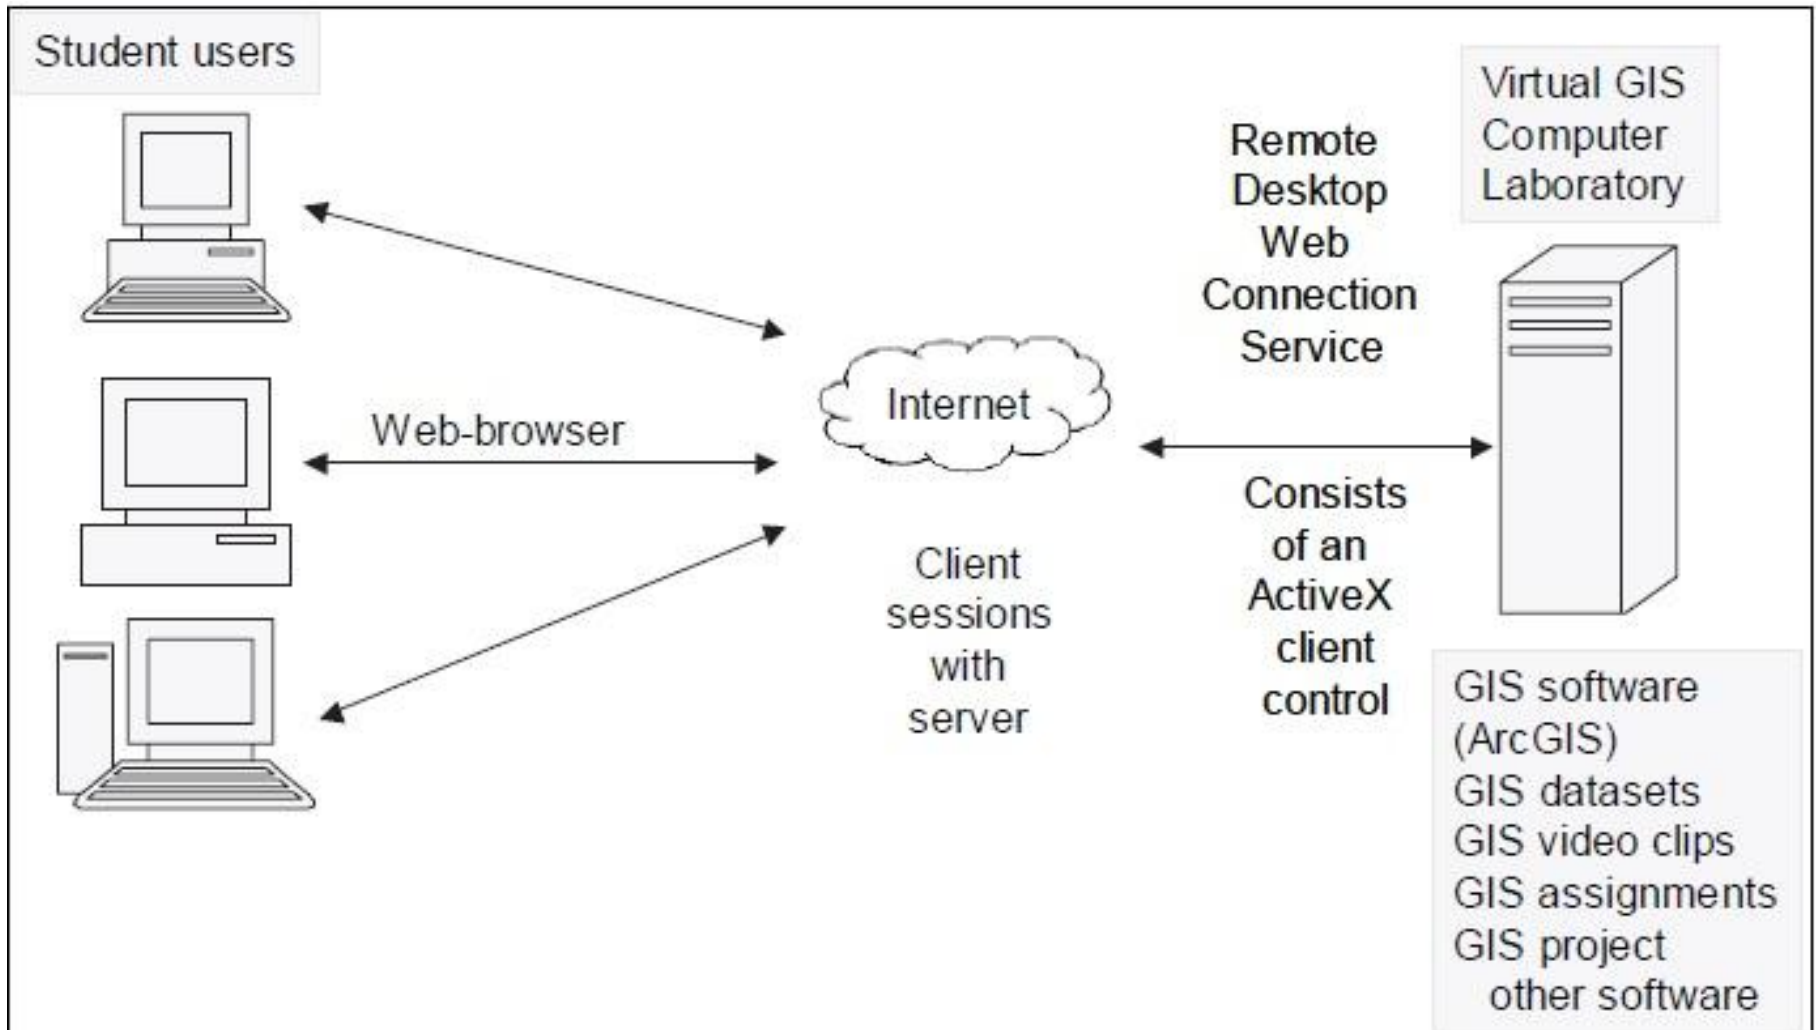 Student users
Web-browser
Internet
Client
sessions
with
server
Remote
Desktop
Web
Connection
Service
Consists
of an
ActiveX
client
control
Virtual GIS
Computer
Laboratory
GIS software
(ArcGIS)
GIS datasets
GIS video clips
GIS assignments
GIS project
other software